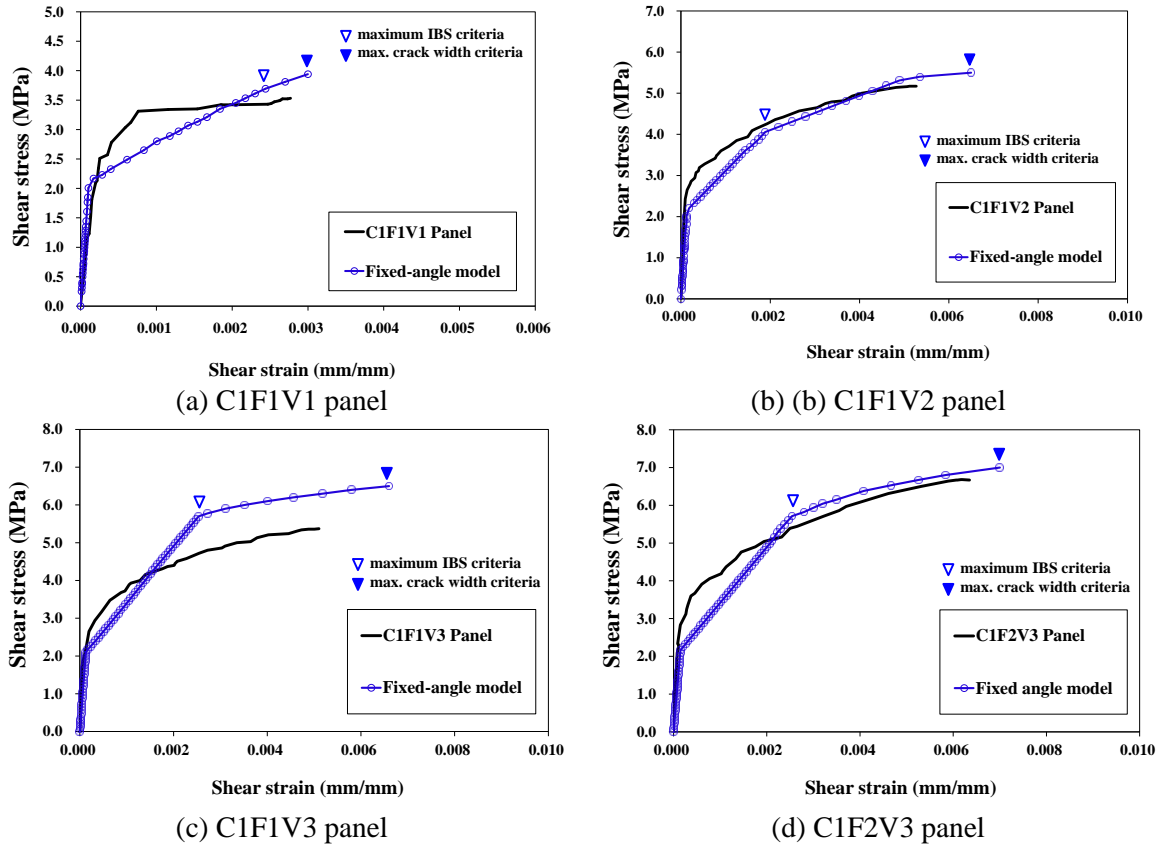 5.0
4.5
4.0
3.5
3.0
2.5
2.0
1.5
1.0
0.5
0.0
Shear stress (MPa)
maximum IBS criteria
max. crack width criteria
C1F1V1 Panel
Fixed-angle model
0.000 0.001 0.002 0.003 0.004 0.005 0.006
Shear strain (mm/mm)
(a) C1F1V1 panel
7.0
6.0
5.0
4.0
3.0
2.0
1.0
0.0
Shear stress (MPa)
maximum IBS criteria
max. crack width criteria
C1F1V2 Panel
Fixed-angle model
0.000 0.002 0.004 0.006 0.008 0.010
Shear strain (mm/mm)
(b) (b) C1F1V2 panel
8.0
7.0
6.0
5.0
4.0
3.0
2.0
1.0
0.0
Shear stress (MPa)
maximum IBS criteria
max. crack width criteria
C1F1V3 Panel
Fixed-angle model
0.000 0.002 0.004 0.006 0.008 0.010
Shear strain (mm/mm)
(c) C1F1V3 panel
8.0
7.0
6.0
5.0
4.0
3.0
2.0
1.0
0.0
Shear stress (MPa)
maximum IBS criteria
max. crack width criteria
C1F2V3 Panel
Fixed angle model
0.000 0.002 0.004 0.006 0.008 0.010
Shear strain (mm/mm)
(d) C1F2V3 panel